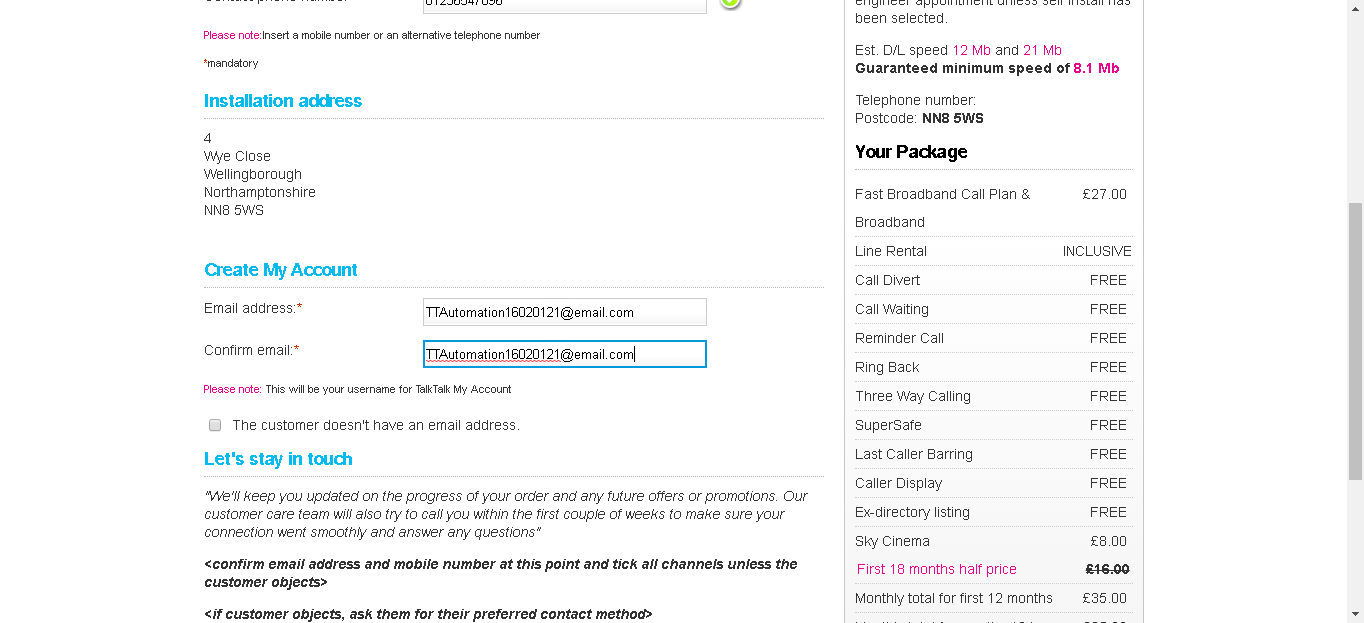 Please note:Insert a mobile number or an alternative telephone number
*mandatory
Installation address
4
Wye Close
Wellingborough
Northamptonshire
NN8 5WS
Create My Account
Email address:*
TTAutomation16020121@email.com
Confirm email:*
TTAutomation16020121@email.com
Please note: This will be your username for TalkTalk My Account
The customer doesn't have an email address.
Let's stay in touch
"We'll keep you updated on the progress of your order and any future offers or promotions. Our
customer care team will also try to call you within the first couple of weeks to make sure your
connection went smoothly and answer any questions"
<confirm email address and mobile number at this point and tick all channels unless the
customer objects>
<if customer objects, ask them for their preferred contact method>
engineer appointment unless self install has
been selected.
Est. D/L speed 12 Mb and 21 Mb
Guaranteed minimum speed of 8.1 Mb
Telephone number:
Postcode: NN8 5WS
Your Package
Fast Broadband Call Plan & £27.00
Broadband
Line Rental INCLUSIVE
Call Divert FREE
Call Waiting FREE
Reminder Call FREE
Ring Back FREE
Three Way Calling FREE
SuperSafe FREE
Last Caller Barring FREE
Caller Display FREE
Ex-directory listing FREE
Sky Cinema £8.00
First 18 months half price £16.00
Monthly total for first 12 months £35.00